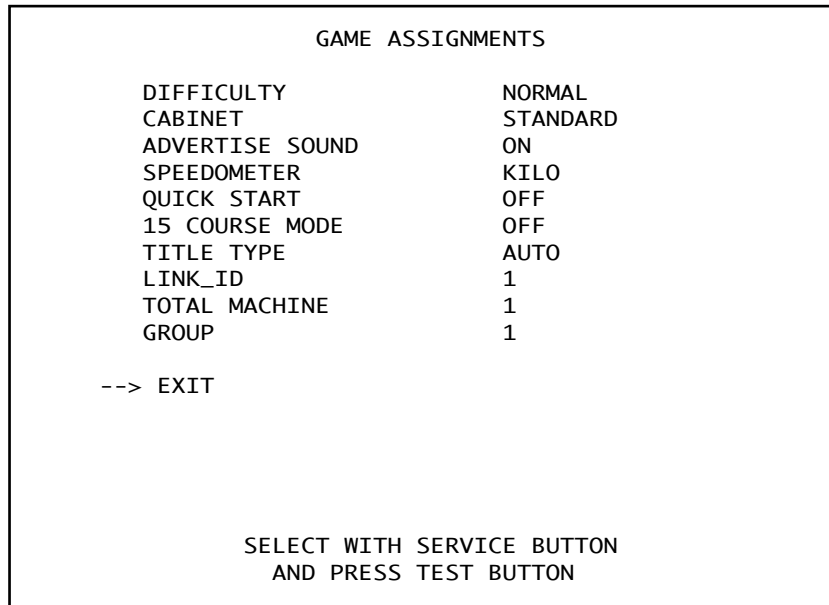 GAME ASSIGNMENTS
DIFFICULTY NORMAL
CABINET STANDARD
ADVERTISE SOUND ON
SPEEDOMETER KILO
QUICK START OFF
15 COURSE MODE OFF
TITLE TYPE AUTO
LINK_ID 1
TOTAL MACHINE 1
GROUP 1
--> EXIT
SELECT WITH SERVICE BUTTON
AND PRESS TEST BUTTON